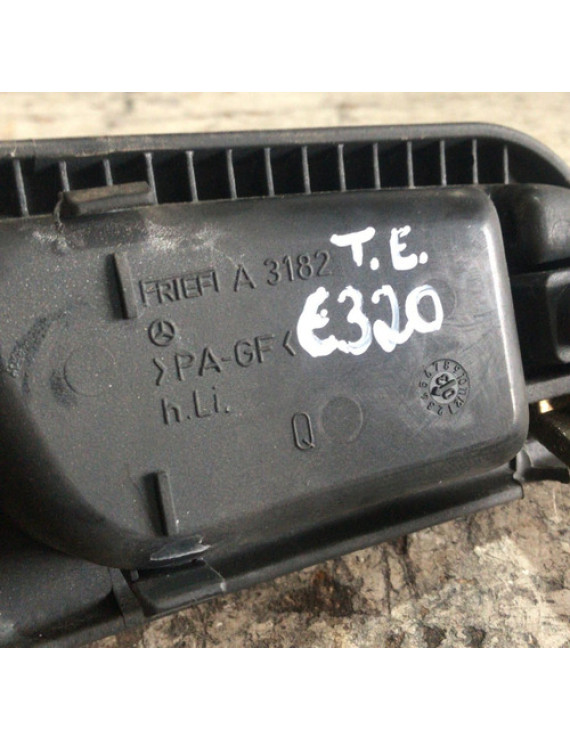 T.E.
FRIEFI A 3182
E320
>PA-GF<
h.Li.
Q